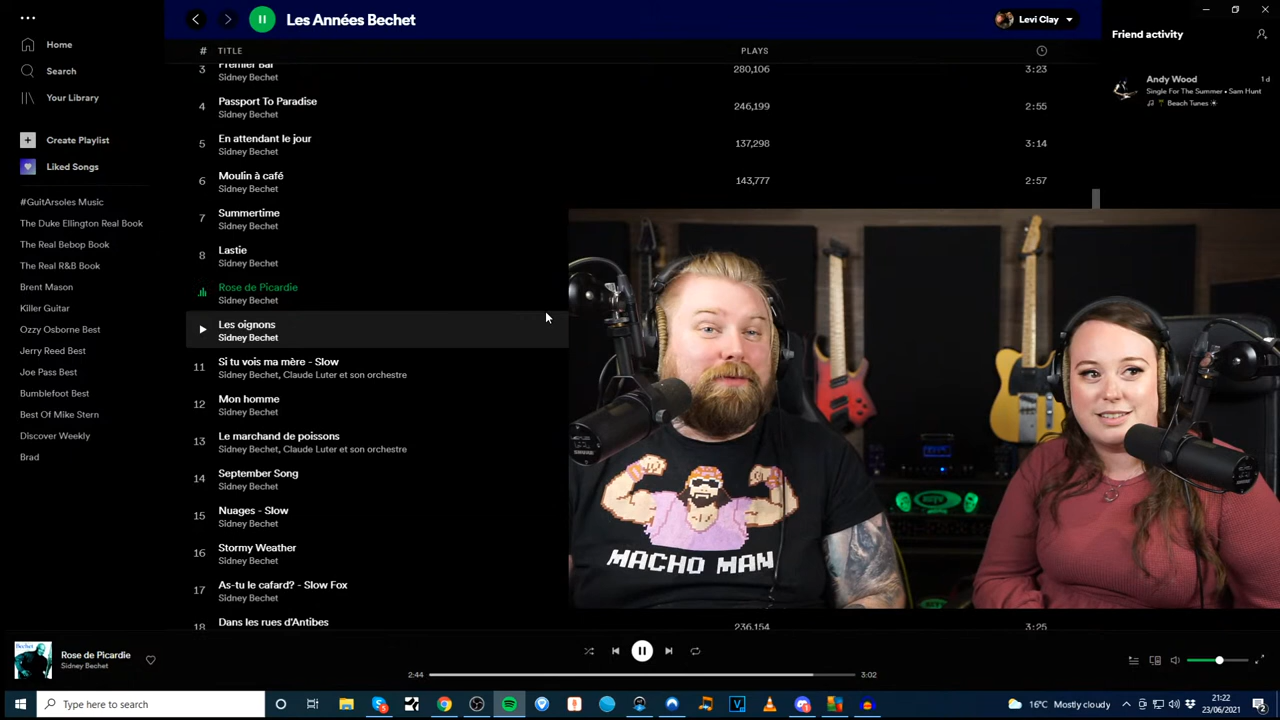 Les Années Bechet
Levi Clay
Friend activity
Home
Search
Your Library
Create Playlist
Liked Songs
#GuitArsoles Music
The Duke Ellington Real Book
The Real Bebop Book
The Real R&B Book
Brent Mason
Killer Guitar
Ozzy Osborne Best
Jerry Reed Best
Joe Pass Best
Bumblefoot Best
Best Of Mike Stern
Discover Weekly
Brad
# TITLE PLAYS
3 Premier Bal 280,106 3:23
Sidney Bechet
4 Passport To Paradise 246,199 2:55
Sidney Bechet
5 En attendant le jour 137,298 3:14
Sidney Bechet
6 Moulin à café 143,777 2:57
Sidney Bechet
7 Summertime
Sidney Bechet
8 Lastie
Sidney Bechet
Rose de Picardie
Sidney Bechet
Les oignons
Sidney Bechet
11 Si tu vois ma mère - Slow
Sidney Bechet, Claude Luter et son orchestre
12 Mon homme
Sidney Bechet
13 Le marchand de poissons
Sidney Bechet, Claude Luter et son orchestre
14 September Song
Sidney Bechet
15 Nuages - Slow
Sidney Bechet
16 Stormy Weather
Sidney Bechet
17 As-tu le cafard? - Slow Fox
Sidney Bechet
18 Dans les rues d'Antibes 236,154 3:25
Andy Wood 1 d
Single For The Summer • Sam Hunt
Beach Tunes
MACHO MAN
Rose de Picardie
Sidney Bechet
2:44 3:02
Type here to search
16°C Mostly cloudy
21:22
23/06/2021